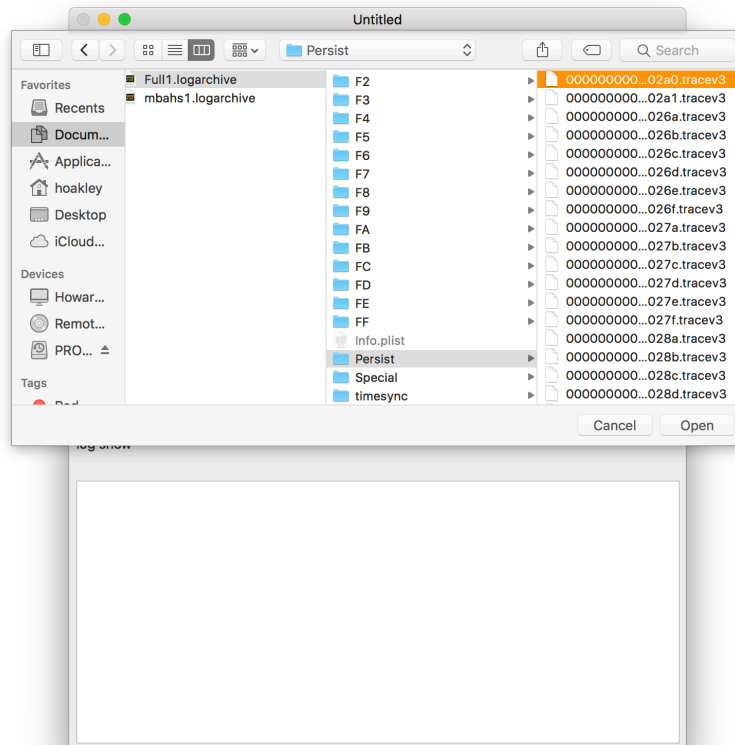 Untitled
Persist
Search
Favorites
Recents
Docum...
Applica...
hoakley
Desktop
iCloud...
Devices
Howar...
Remot...
PRO...
Tags
Full1.logarchive
mbahs1.logarchive
F2
F3
F4
F5
F6
F7
F8
F9
FA
FB
FC
FD
FE
FF
Info.plist
Persist
Special
timesync
000000000...02a0.tracev3
000000000...02a1.tracev3
000000000...026a.tracev3
000000000...026b.tracev3
000000000...026c.tracev3
000000000...026d.tracev3
000000000...026e.tracev3
000000000...026f.tracev3
000000000...027a.tracev3
000000000...027b.tracev3
000000000...027c.tracev3
000000000...027d.tracev3
000000000...027e.tracev3
000000000...027f.tracev3
000000000...028a.tracev3
000000000...028b.tracev3
000000000...028c.tracev3
000000000...028d.tracev3
Cancel
Open
log show